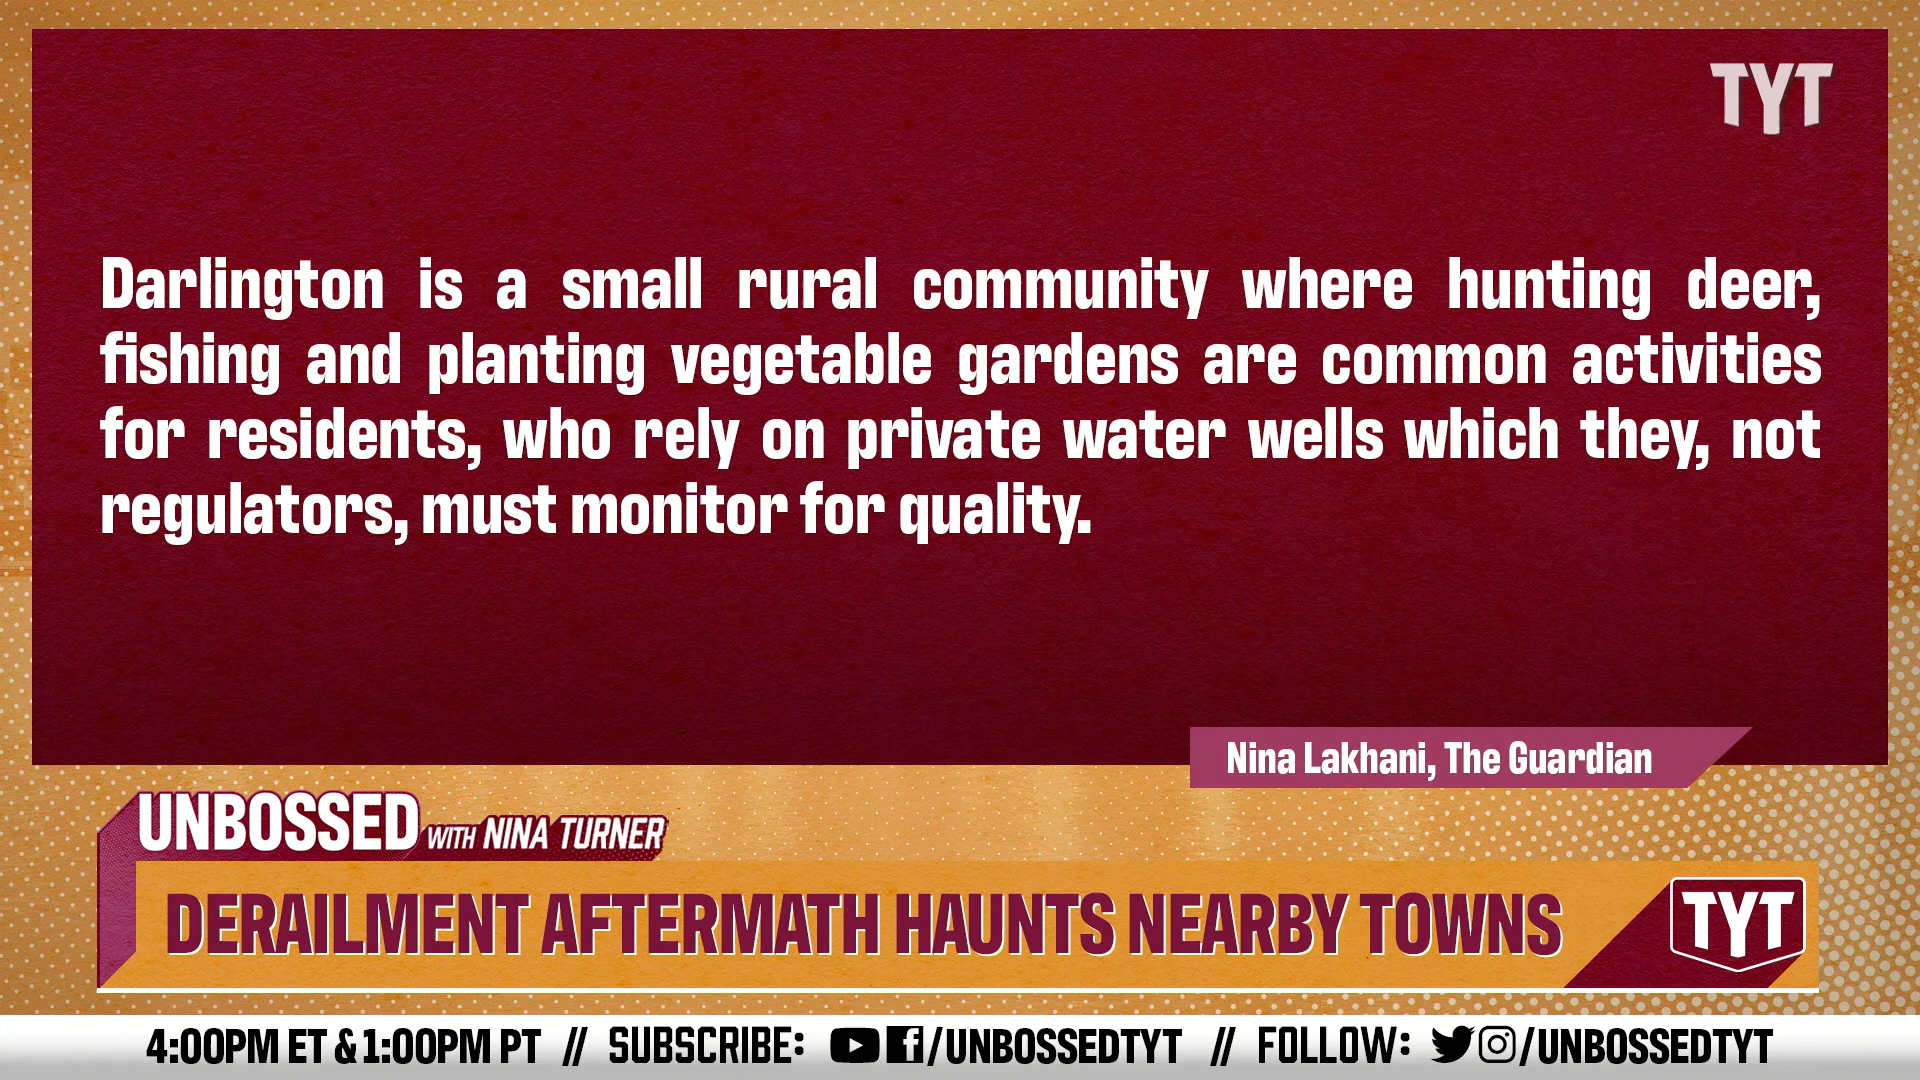 TYT
Darlington is a small rural community where hunting deer,
fishing and planting vegetable gardens are common activities
for residents, who rely on private water wells which they, not
regulators, must monitor for quality.
Nina Lakhani, The Guardian
UNBOSSED WITH NINA TURNER
DERAILMENT AFTERMATH HAUNTS NEARBY TOWNS
TYT
4:00PM ET & 1:00PM PT // SUBSCRIBE: /UNBOSSEDTYT // FOLLOW: /UNBOSSEDTYT